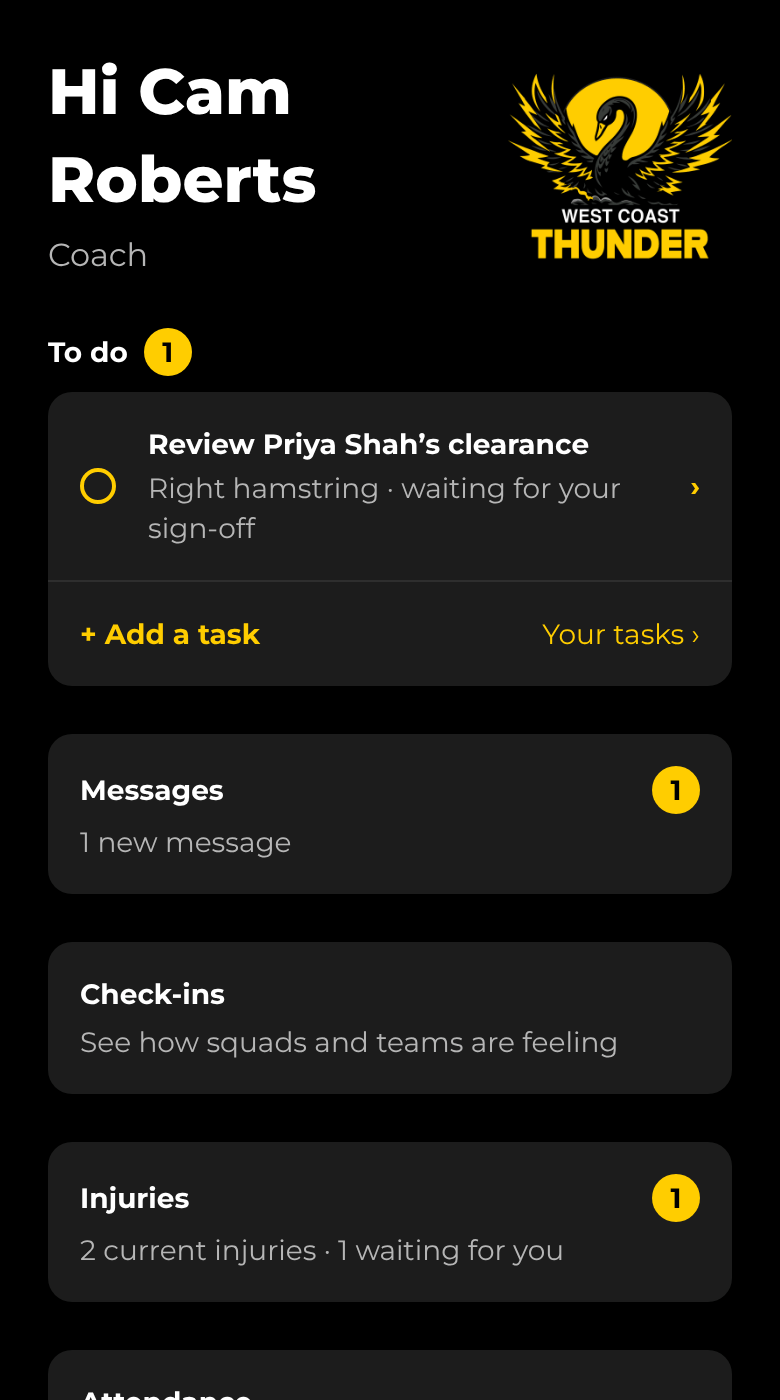 Hi Cam
Roberts
Coach
WEST COAST
THUNDER
To do 1
Review Priya Shah’s clearance
Right hamstring · waiting for your
sign-off
›
+ Add a task
Your tasks ›
Messages
1
1 new message
Check-ins
See how squads and teams are feeling
Injuries
1
2 current injuries · 1 waiting for you
Attendance